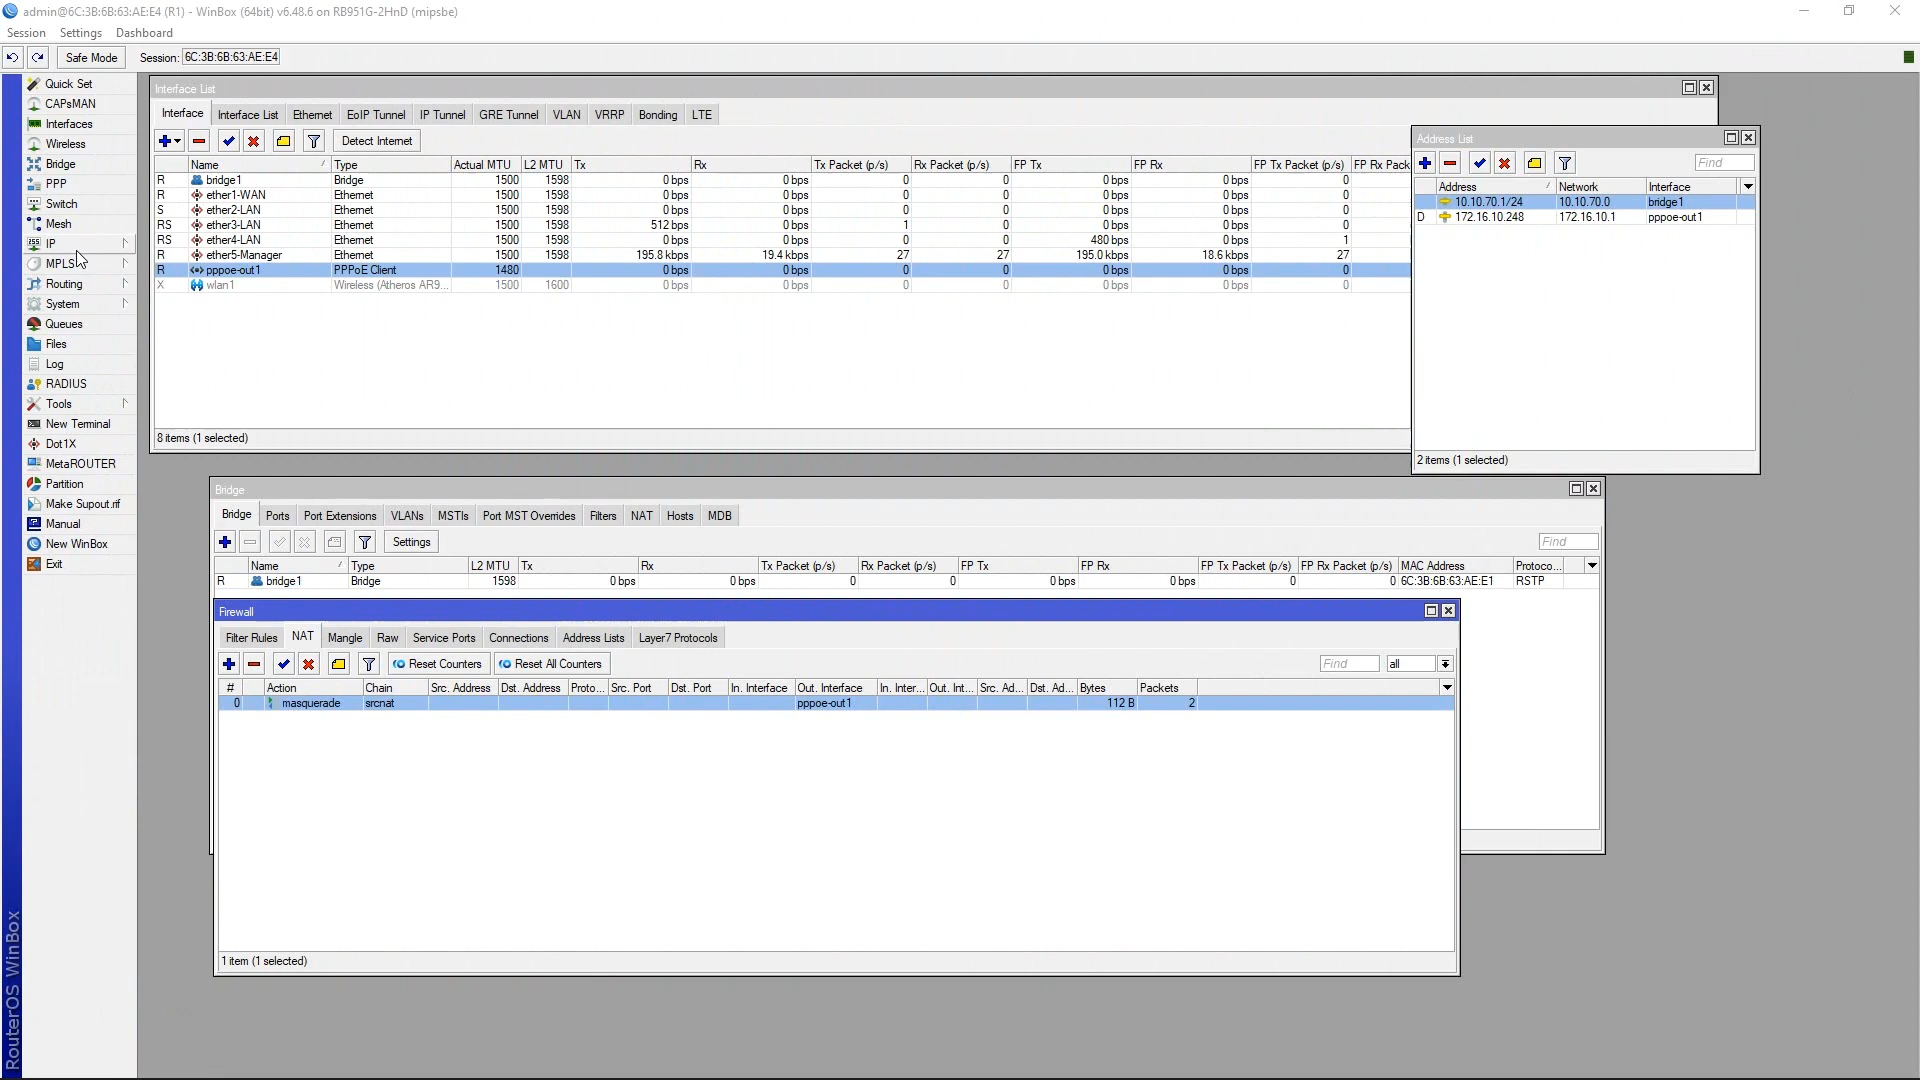 admin@6C:3B:6B:63:AE:E4 (R1) - WinBox (64bit) v6.48.6 on RB951G-2HnD (mipsbe)
Session Settings Dashboard
Safe Mode Session: 6C:3B:6B:63:AE:E4
Quick Set
CAPsMAN
Interfaces
Wireless
Bridge
PPP
Switch
Mesh
IP
MPLS
Routing
System
Queues
Files
Log
RADIUS
Tools
New Terminal
Dot1X
MetaROUTER
Partition
Make Supout.rif
Manual
New WinBox
Exit
RouterOS WinBox
Interface List
Interface Interface List Ethernet EoIP Tunnel IP Tunnel GRE Tunnel VLAN VRRP Bonding LTE
Detect Internet
Name Type Actual MTU L2 MTU Tx Rx Tx Packet (p/s) Rx Packet (p/s) FP Tx FP Rx FP Tx Packet (p/s) FP Rx Pack
R bridge1 Bridge 1500 1598 0 bps 0 bps 0 0 0 bps 0 bps 0
R ether1-WAN Ethernet 1500 1598 0 bps 0 bps 0 0 0 bps 0 bps 0
S ether2-LAN Ethernet 1500 1598 0 bps 0 bps 0 0 0 bps 0 bps 0
RS ether3-LAN Ethernet 1500 1598 512 bps 0 bps 1 0 0 bps 0 bps 0
RS ether4-LAN Ethernet 1500 1598 0 bps 0 bps 0 0 480 bps 0 bps 1
R ether5-Manager Ethernet 1500 1598 195.8 kbps 19.4 kbps 27 27 195.0 kbps 18.6 kbps 27
R pppoe-out1 PPPoE Client 1480 0 bps 0 bps 0 0 0 bps 0 bps 0
X wlan1 Wireless (Atheros AR9... 1500 1600 0 bps 0 bps 0 0 0 bps 0 bps 0
8 items (1 selected)
Address List
Find
Address Network Interface
10.10.70.1/24 10.10.70.0 bridge1
D 172.16.10.248 172.16.10.1 pppoe-out1
2 items (1 selected)
Bridge
Bridge Ports Port Extensions VLANs MSTIs Port MST Overrides Filters NAT Hosts MDB
Settings Find
Name Type L2 MTU Tx Rx Tx Packet (p/s) Rx Packet (p/s) FP Tx FP Rx FP Tx Packet (p/s) FP Rx Packet (p/s) MAC Address Protoco...
R bridge1 Bridge 1598 0 bps 0 bps 0 0 0 bps 0 bps 0 0 6C:3B:6B:63:AE:E1 RSTP
Firewall
Filter Rules NAT Mangle Raw Service Ports Connections Address Lists Layer7 Protocols
Reset Counters Reset All Counters Find all
# Action Chain Src. Address Dst. Address Proto... Src. Port Dst. Port In. Interface Out. Interface In. Inter... Out. Int... Src. Ad... Dst. Ad... Bytes Packets
0 masquerade srcnat pppoe-out1 112 B 2
1 item (1 selected)